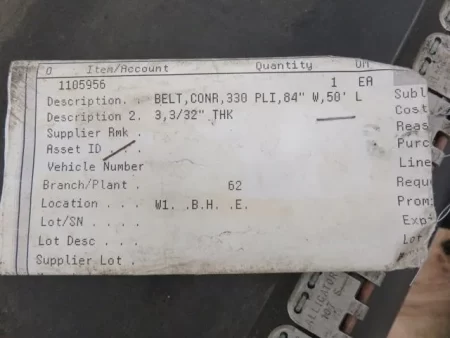 O Item/Account Quantity UM
1105956 1 EA
Description. . BELT,CONR,330 PLI,84" W,50' L Subl
Description 2. 3,3/32" THK Cost
Supplier Rmk . Reas
Asset ID . . . Purc
Vehicle Number Line
Branch/Plant . 62 Requ
Location . . . W1. .B.H. .E. Prom
Lot/SN . . . . Expi
Lot Desc . . . . Lot
Supplier Lot .
ALLIGATOR